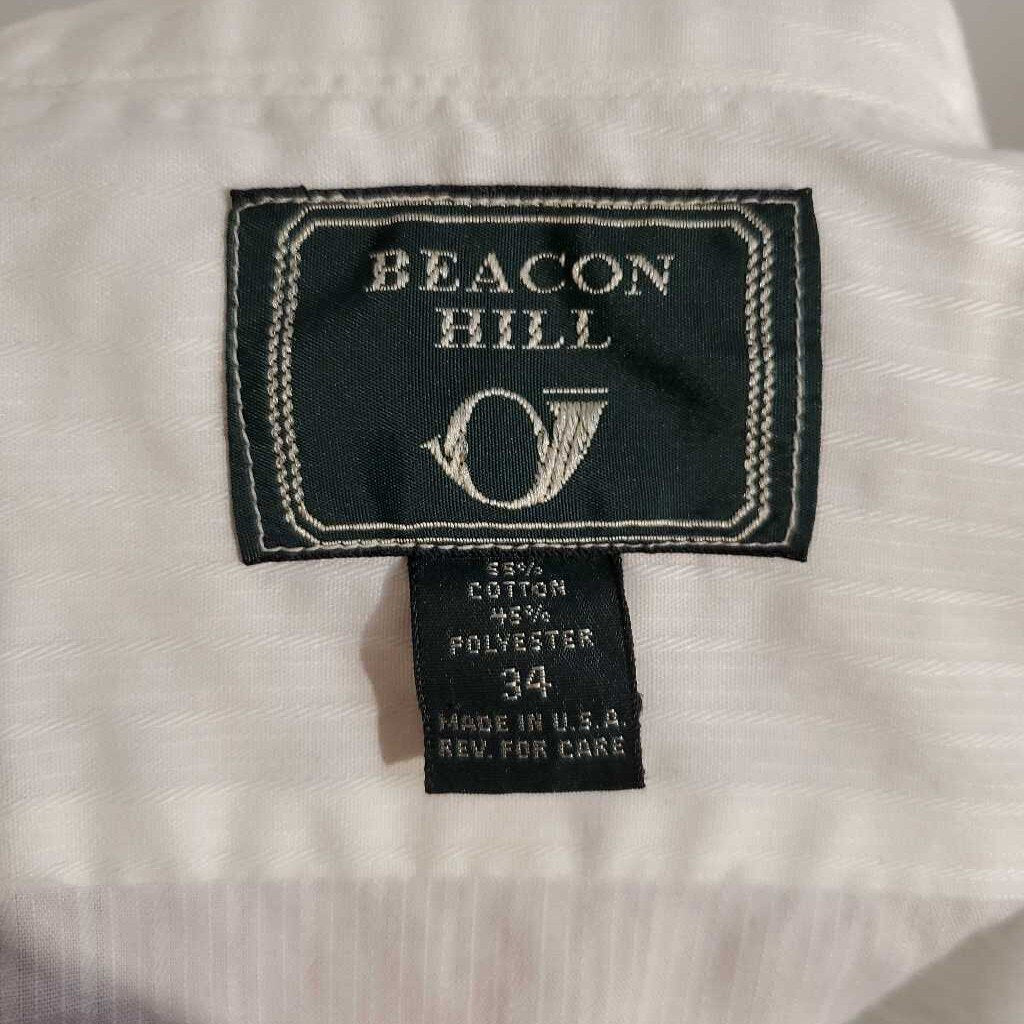 BEACON
HILL
55%
COTTON
45%
POLYESTER
34
MADE IN U.S.A.
REV. FOR CARE